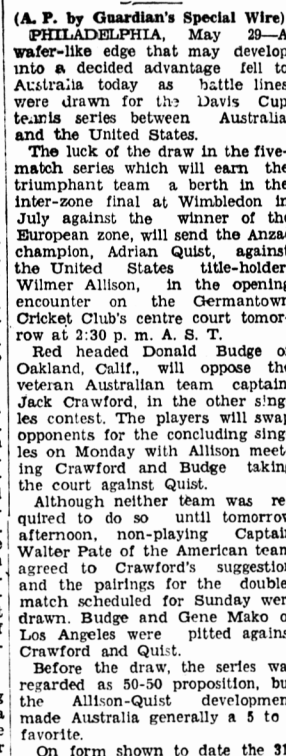 (A. P. by Guardian's Special Wire)
(PHILADELPHIA, May 29—A
wafer-like edge that may develop
into a decided advantage fell to
Australia today as battle lines
were drawn for the Davis Cup
tennis series between Australia
and the United States.
The luck of the draw in the five-
match series which will earn the
triumphant team a berth in the
inter-zone final at Wimbledon in
July against the winner of the
European zone, will send the Anzac
champion, Adrian Quist, against
the United States title-holder
Wilmer Allison, in the opening
encounter on the Germantown
Cricket Club's centre court tomor-
row at 2:30 p. m. A. S. T.
Red headed Donald Budge o
Oakland, Calif., will oppose the
veteran Australian team captain
Jack Crawford, in the other sing
les contest. The players will swap
opponents for the concluding sing
les on Monday with Allison meet
ing Crawford and Budge taking
the court against Quist.
Although neither team was re
quired to do so until tomorrow
afternoon, non-playing Captai
Walter Pate of the American team
agreed to Crawford's suggestio
and the pairings for the double
match scheduled for Sunday wer
drawn. Budge and Gene Mako o
Los Angeles were pitted agains
Crawford and Quist.
Before the draw, the series wa
regarded as 50-50 proposition, bu
the Allison-Quist developmen
made Australia generally a 5 to
favorite.
On form shown to date the 31